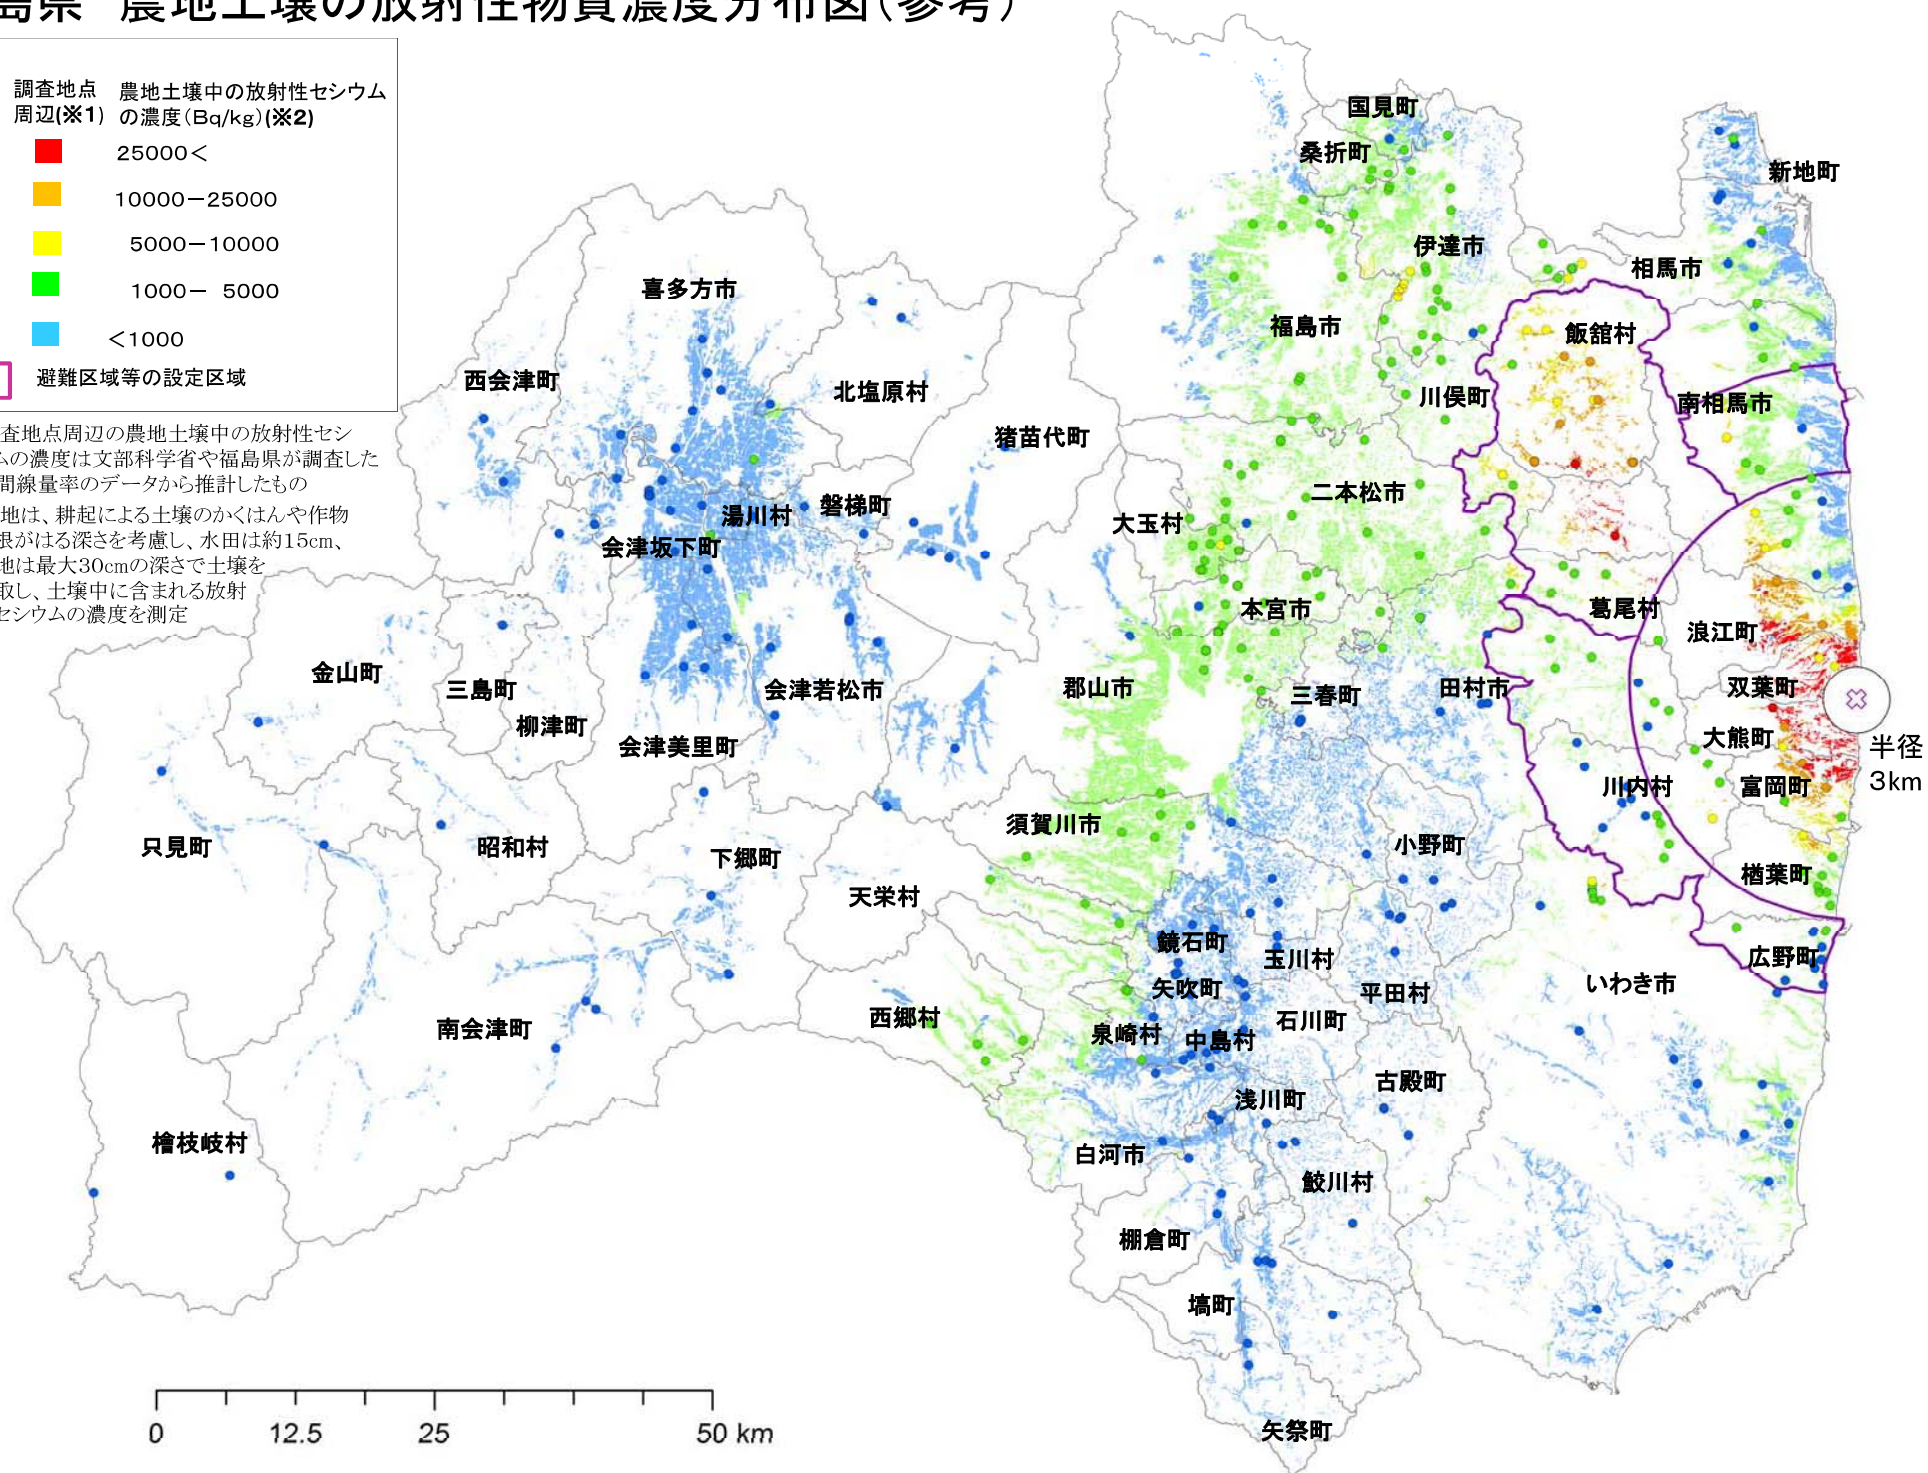 島県 農地土壌の放射性物質濃度分布図(参考)
調査地点
周辺(※1)
農地土壌中の放射性セシウム
の濃度(Bq/kg)(※2)
25000<
10000-25000
5000-10000
1000- 5000
<1000
避難区域等の設定区域
査地点周辺の農地土壌中の放射性セシ
ムの濃度は文部科学省や福島県が調査した
間線量率のデータから推計したもの
地は、耕起による土壌のかくはんや作物
根がはる深さを考慮し、水田は約15cm、
地は最大30cmの深さで土壌を
取し、土壌中に含まれる放射
セシウムの濃度を測定
国見町
桑折町
新地町
伊達市
相馬市
喜多方市
福島市
飯舘村
西会津町
北塩原村
川俣町
南相馬市
猪苗代町
二本松市
磐梯町
湯川村
大玉村
会津坂下町
本宮市
葛尾村
浪江町
金山町
三島町
会津若松市
郡山市
三春町
田村市
双葉町
柳津町
会津美里町
大熊町
半径
3km
川内村
富岡町
須賀川市
只見町
昭和村
下郷町
小野町
楢葉町
天栄村
鏡石町
玉川村
広野町
いわき市
矢吹町
平田村
西郷村
南会津町
泉崎村
中島村
石川町
古殿町
浅川町
檜枝岐村
白河市
鮫川村
棚倉町
塙町
矢祭町
0 12.5 25 50 km